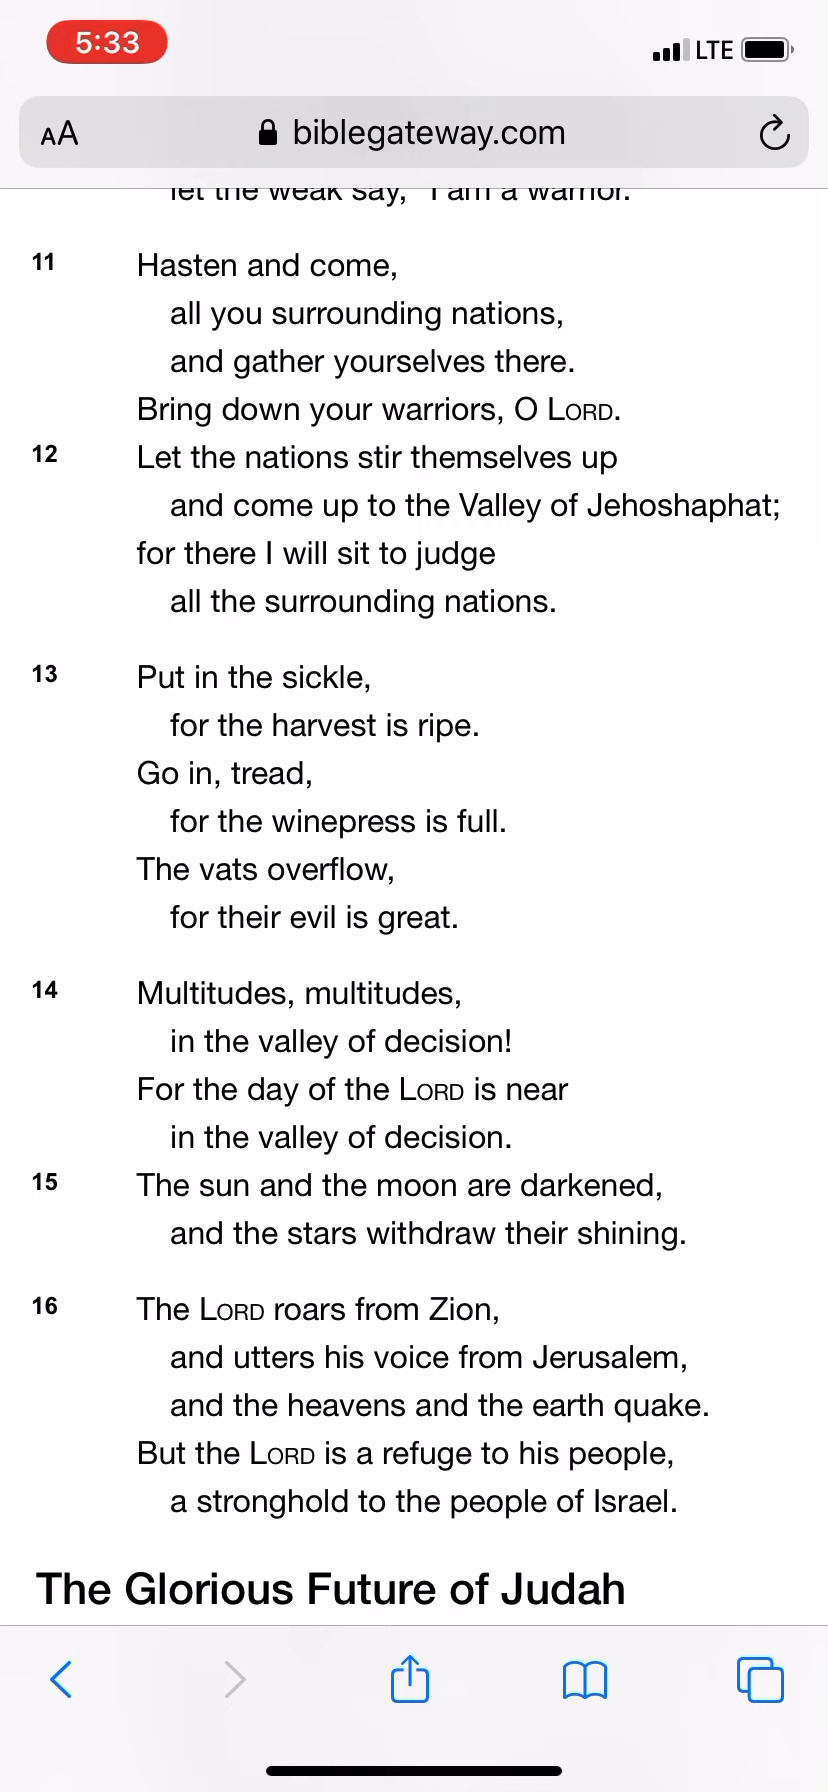 5:33
LTE
AA
biblegateway.com
let the weak say, "I am a warrior."
11 Hasten and come,
all you surrounding nations,
and gather yourselves there.
Bring down your warriors, O LORD.
12 Let the nations stir themselves up
and come up to the Valley of Jehoshaphat;
for there I will sit to judge
all the surrounding nations.
13 Put in the sickle,
for the harvest is ripe.
Go in, tread,
for the winepress is full.
The vats overflow,
for their evil is great.
14 Multitudes, multitudes,
in the valley of decision!
For the day of the LORD is near
in the valley of decision.
15 The sun and the moon are darkened,
and the stars withdraw their shining.
16 The LORD roars from Zion,
and utters his voice from Jerusalem,
and the heavens and the earth quake.
But the LORD is a refuge to his people,
a stronghold to the people of Israel.
The Glorious Future of Judah